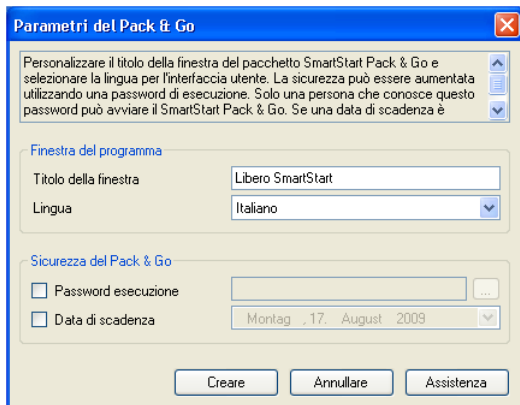 Parametri del Pack & Go
Personalizzare il titolo della finestra del pacchetto SmartStart Pack & Go e
selezionare la lingua per l'interfaccia utente. La sicurezza può essere aumentata
utilizzando una password di esecuzione. Solo una persona che conosce questo
password può avviare il SmartStart Pack & Go. Se una data di scadenza è
Finestra del programma
Titolo della finestra Libero SmartStart
Lingua Italiano
Sicurezza del Pack & Go
Password esecuzione ...
Data di scadenza Montag , 17. August 2009
Creare Annullare Assistenza